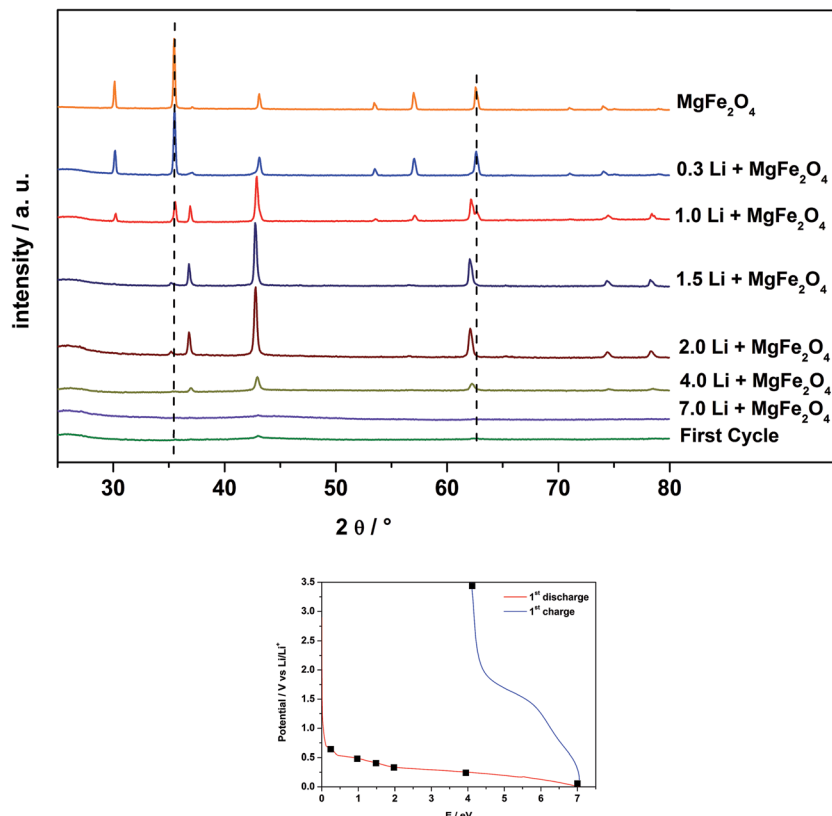 MgFe₂O₄
0.3 Li + MgFe₂O₄
1.0 Li + MgFe₂O₄
1.5 Li + MgFe₂O₄
2.0 Li + MgFe₂O₄
4.0 Li + MgFe₂O₄
7.0 Li + MgFe₂O₄
First Cycle
intensity / a. u.
30 40 50 60 70 80
2 θ / °
3.5
3.0
2.5
2.0
1.5
1.0
0.5
0.0
1st discharge
1st charge
Potential / V vs Li/Li⁺
0 1 2 3 4 5 6 7